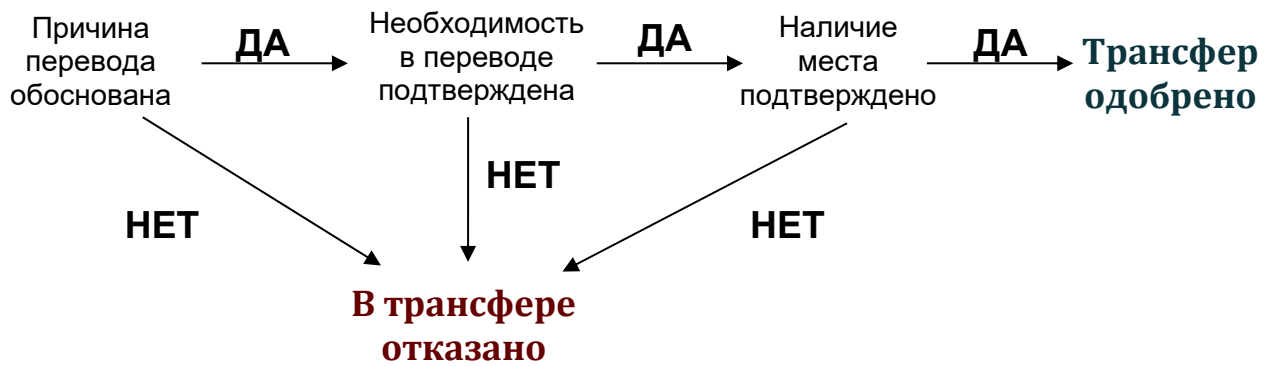 Причина
перевода
обоснована
ДА
Необходимость
в переводе
подтверждена
ДА
Наличие
места
подтверждено
ДА
Трансфер
одобрено
НЕТ
НЕТ
НЕТ
В трансфере
отказано